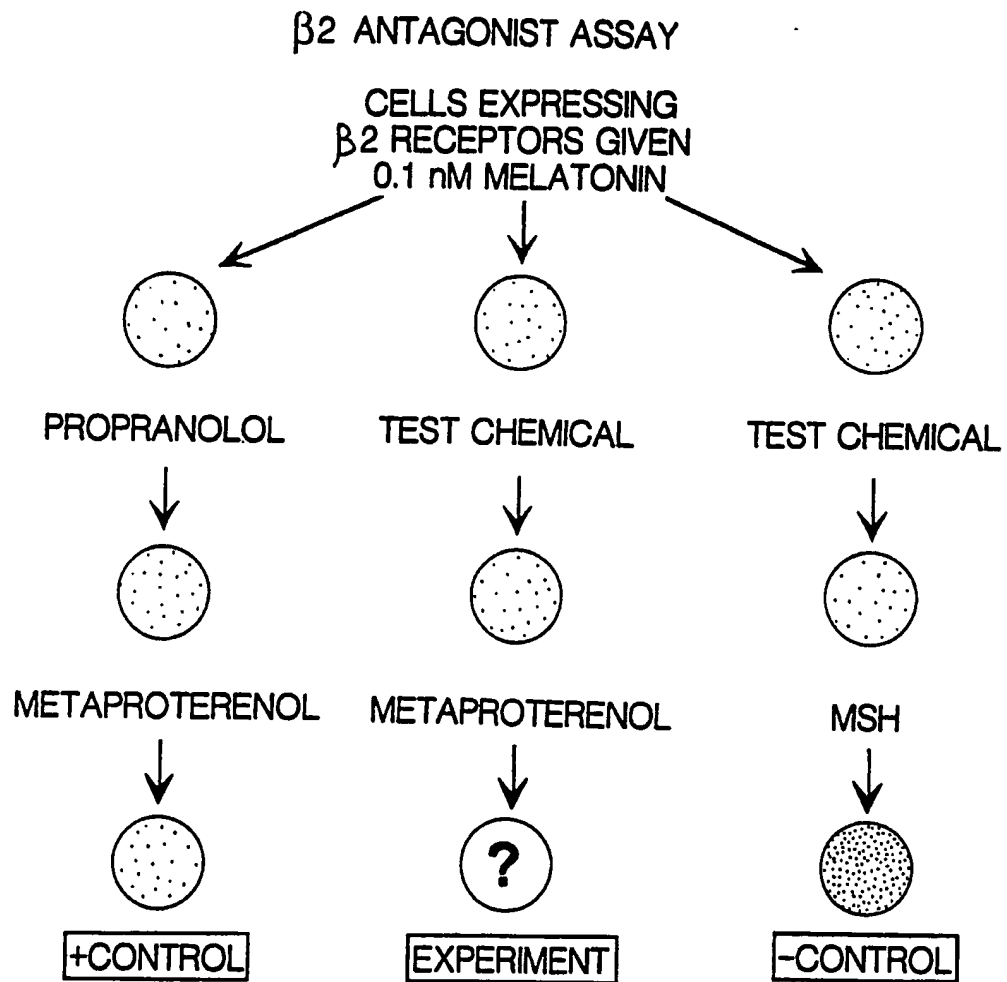 β2 ANTAGONIST ASSAY
CELLS EXPRESSING
β2 RECEPTORS GIVEN
0.1 nM MELATONIN
PROPRANOLOL
TEST CHEMICAL
TEST CHEMICAL
METAPROTERENOL
METAPROTERENOL
MSH
?
+CONTROL
EXPERIMENT
-CONTROL